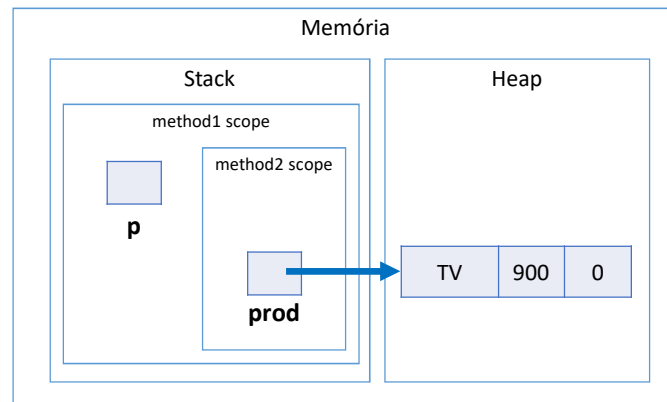 Memória
Stack
Heap
method1 scope
method2 scope
p
prod
TV 900 0